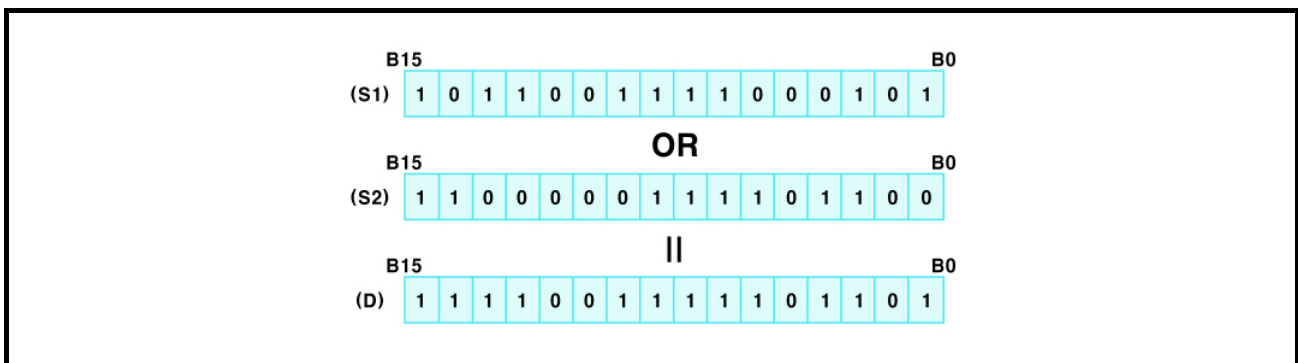 B15 B0
(S1) 1 0 1 1 0 0 1 1 1 1 0 0 0 1 0 1
OR
B15 B0
(S2) 1 1 0 0 0 0 0 1 1 1 1 0 1 1 0 0
||
B15 B0
(D) 1 1 1 1 0 0 1 1 1 1 1 0 1 1 0 1